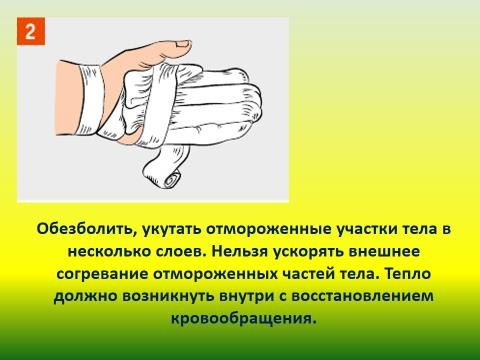 2
Обезболить, укутать отмороженные участки тела в
несколько слоев. Нельзя ускорять внешнее
согревание отмороженных частей тела. Тепло
должно возникнуть внутри с восстановлением
кровообращения.